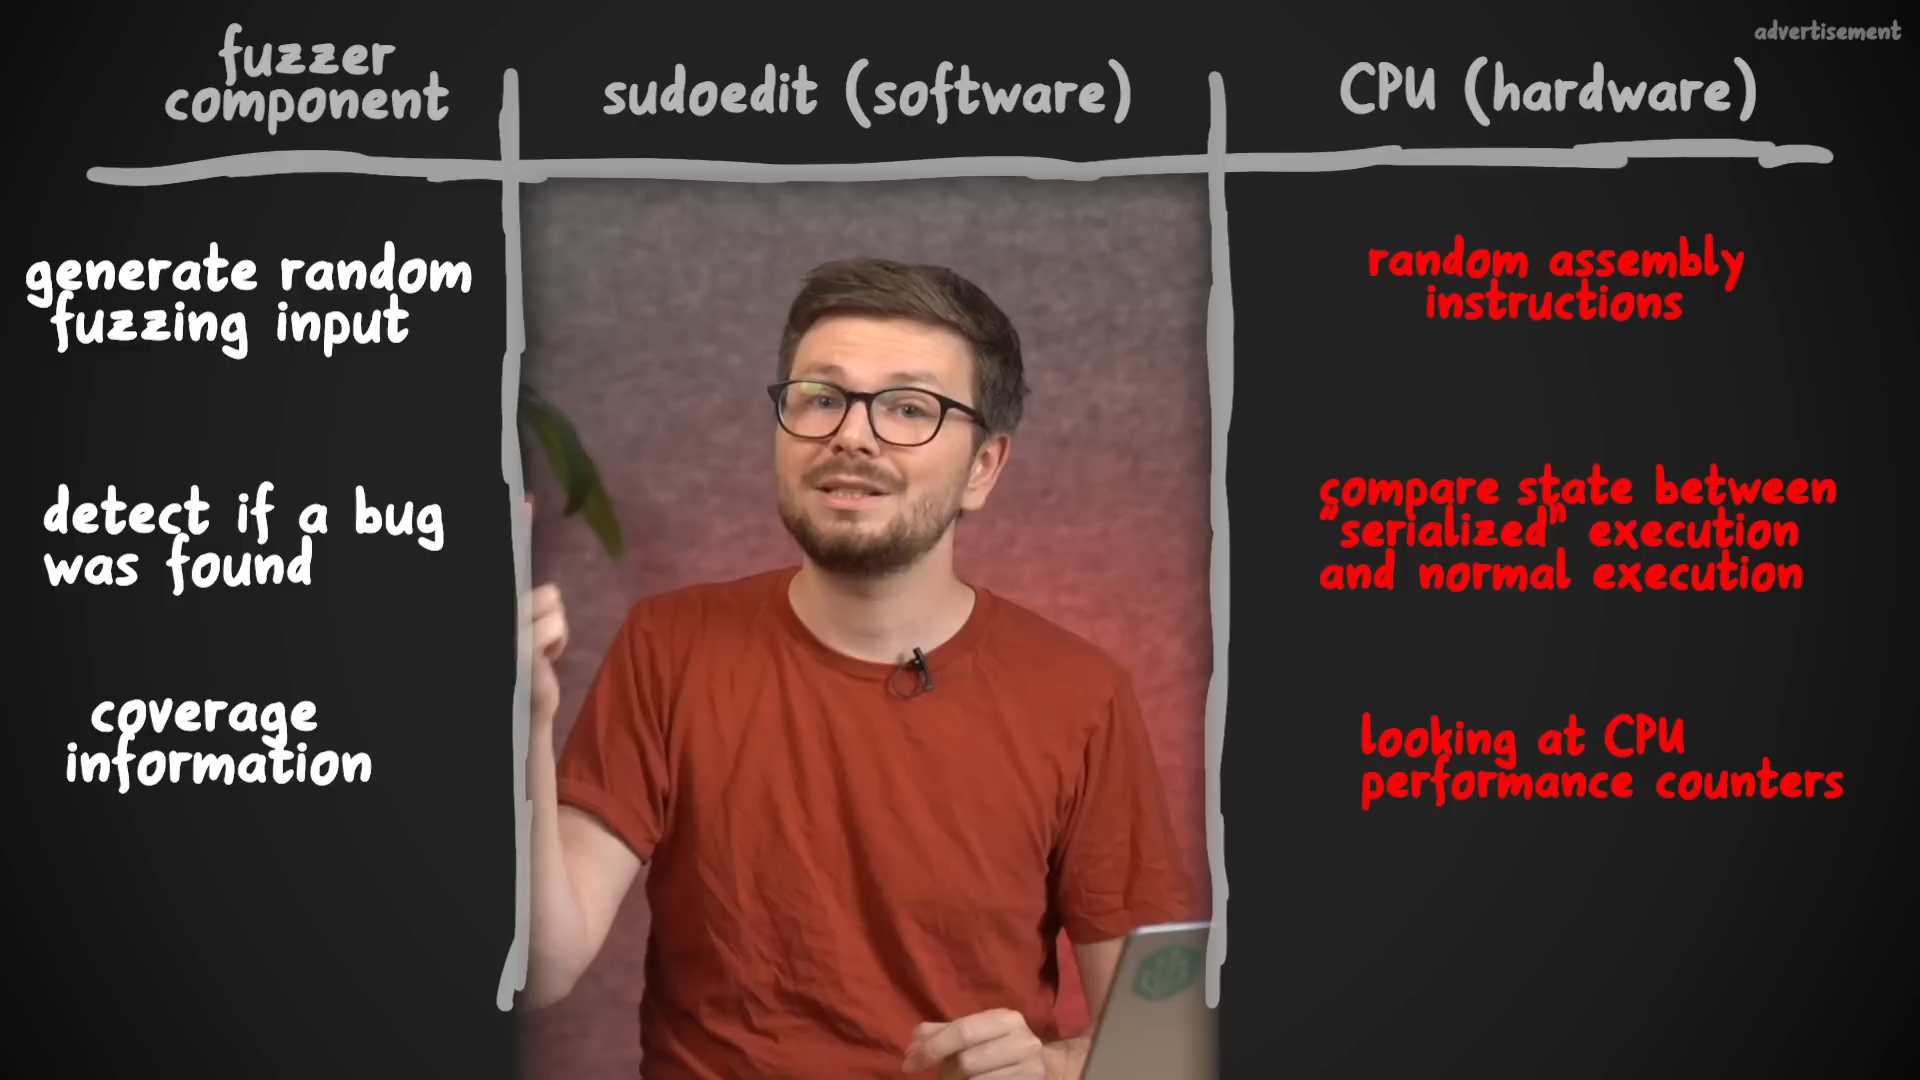 advertisement
fuzzer
component
sudoedit (software)
CPU (hardware)
generate random
fuzzing input
random assembly
instructions
detect if a bug
was found
compare state between
"serialized" execution
and normal execution
coverage
information
looking at CPU
performance counters